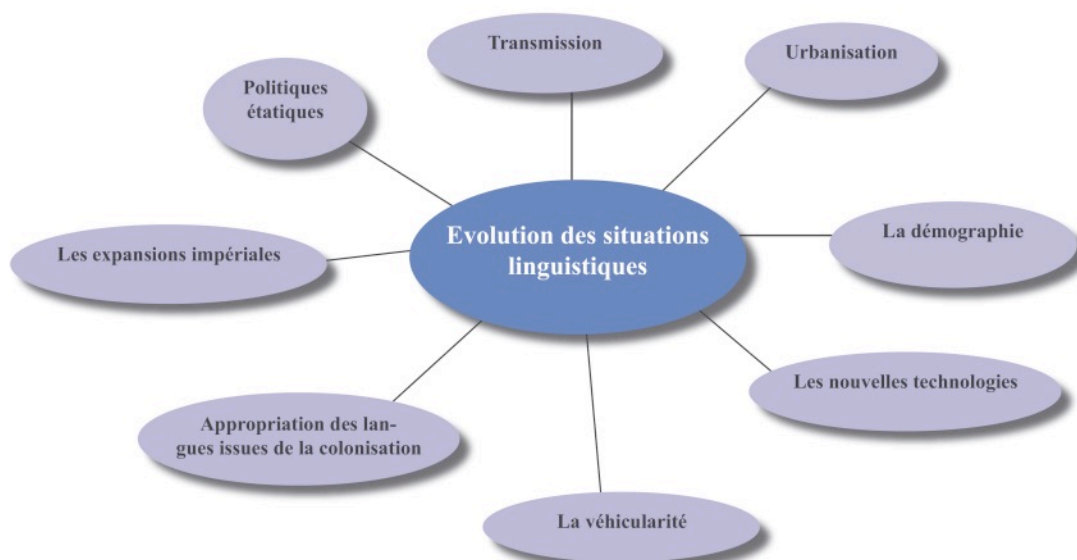 Transmission
Urbanisation
Politiques
étatiques
Evolution des situations
linguistiques
La démographie
Les expansions impériales
Les nouvelles technologies
Appropriation des lan-
gues issues de la colonisation
La véhicularité